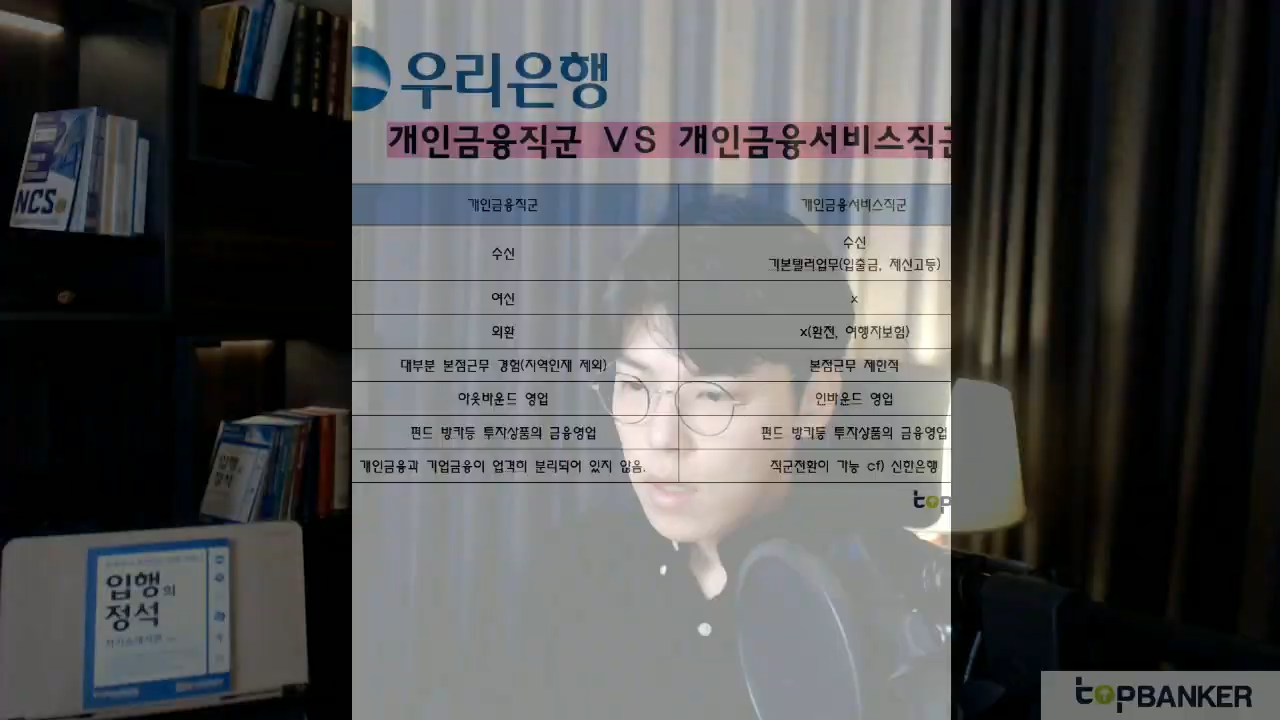 우리은행
개인금융직군 VS 개인금융서비스직군
개인금융직군 개인금융서비스직군
수신 수신
기본텔러업무(입출금, 제신고등)
여신 x
외환 x(환전, 여행자보험)
대부분 본점근무 경험(지역인재 제외) 본점근무 제한적
아웃바운드 영업 인바운드 영업
펀드 방카등 투자상품의 금융영업 펀드 방카등 투자상품의 금융영업
개인금융과 기업금융이 엄격히 분리되어 있지 않음. 직군전환이 가능 cf) 신한은행
top
NCS
입행의
정석
입행의
정석
topBANKER